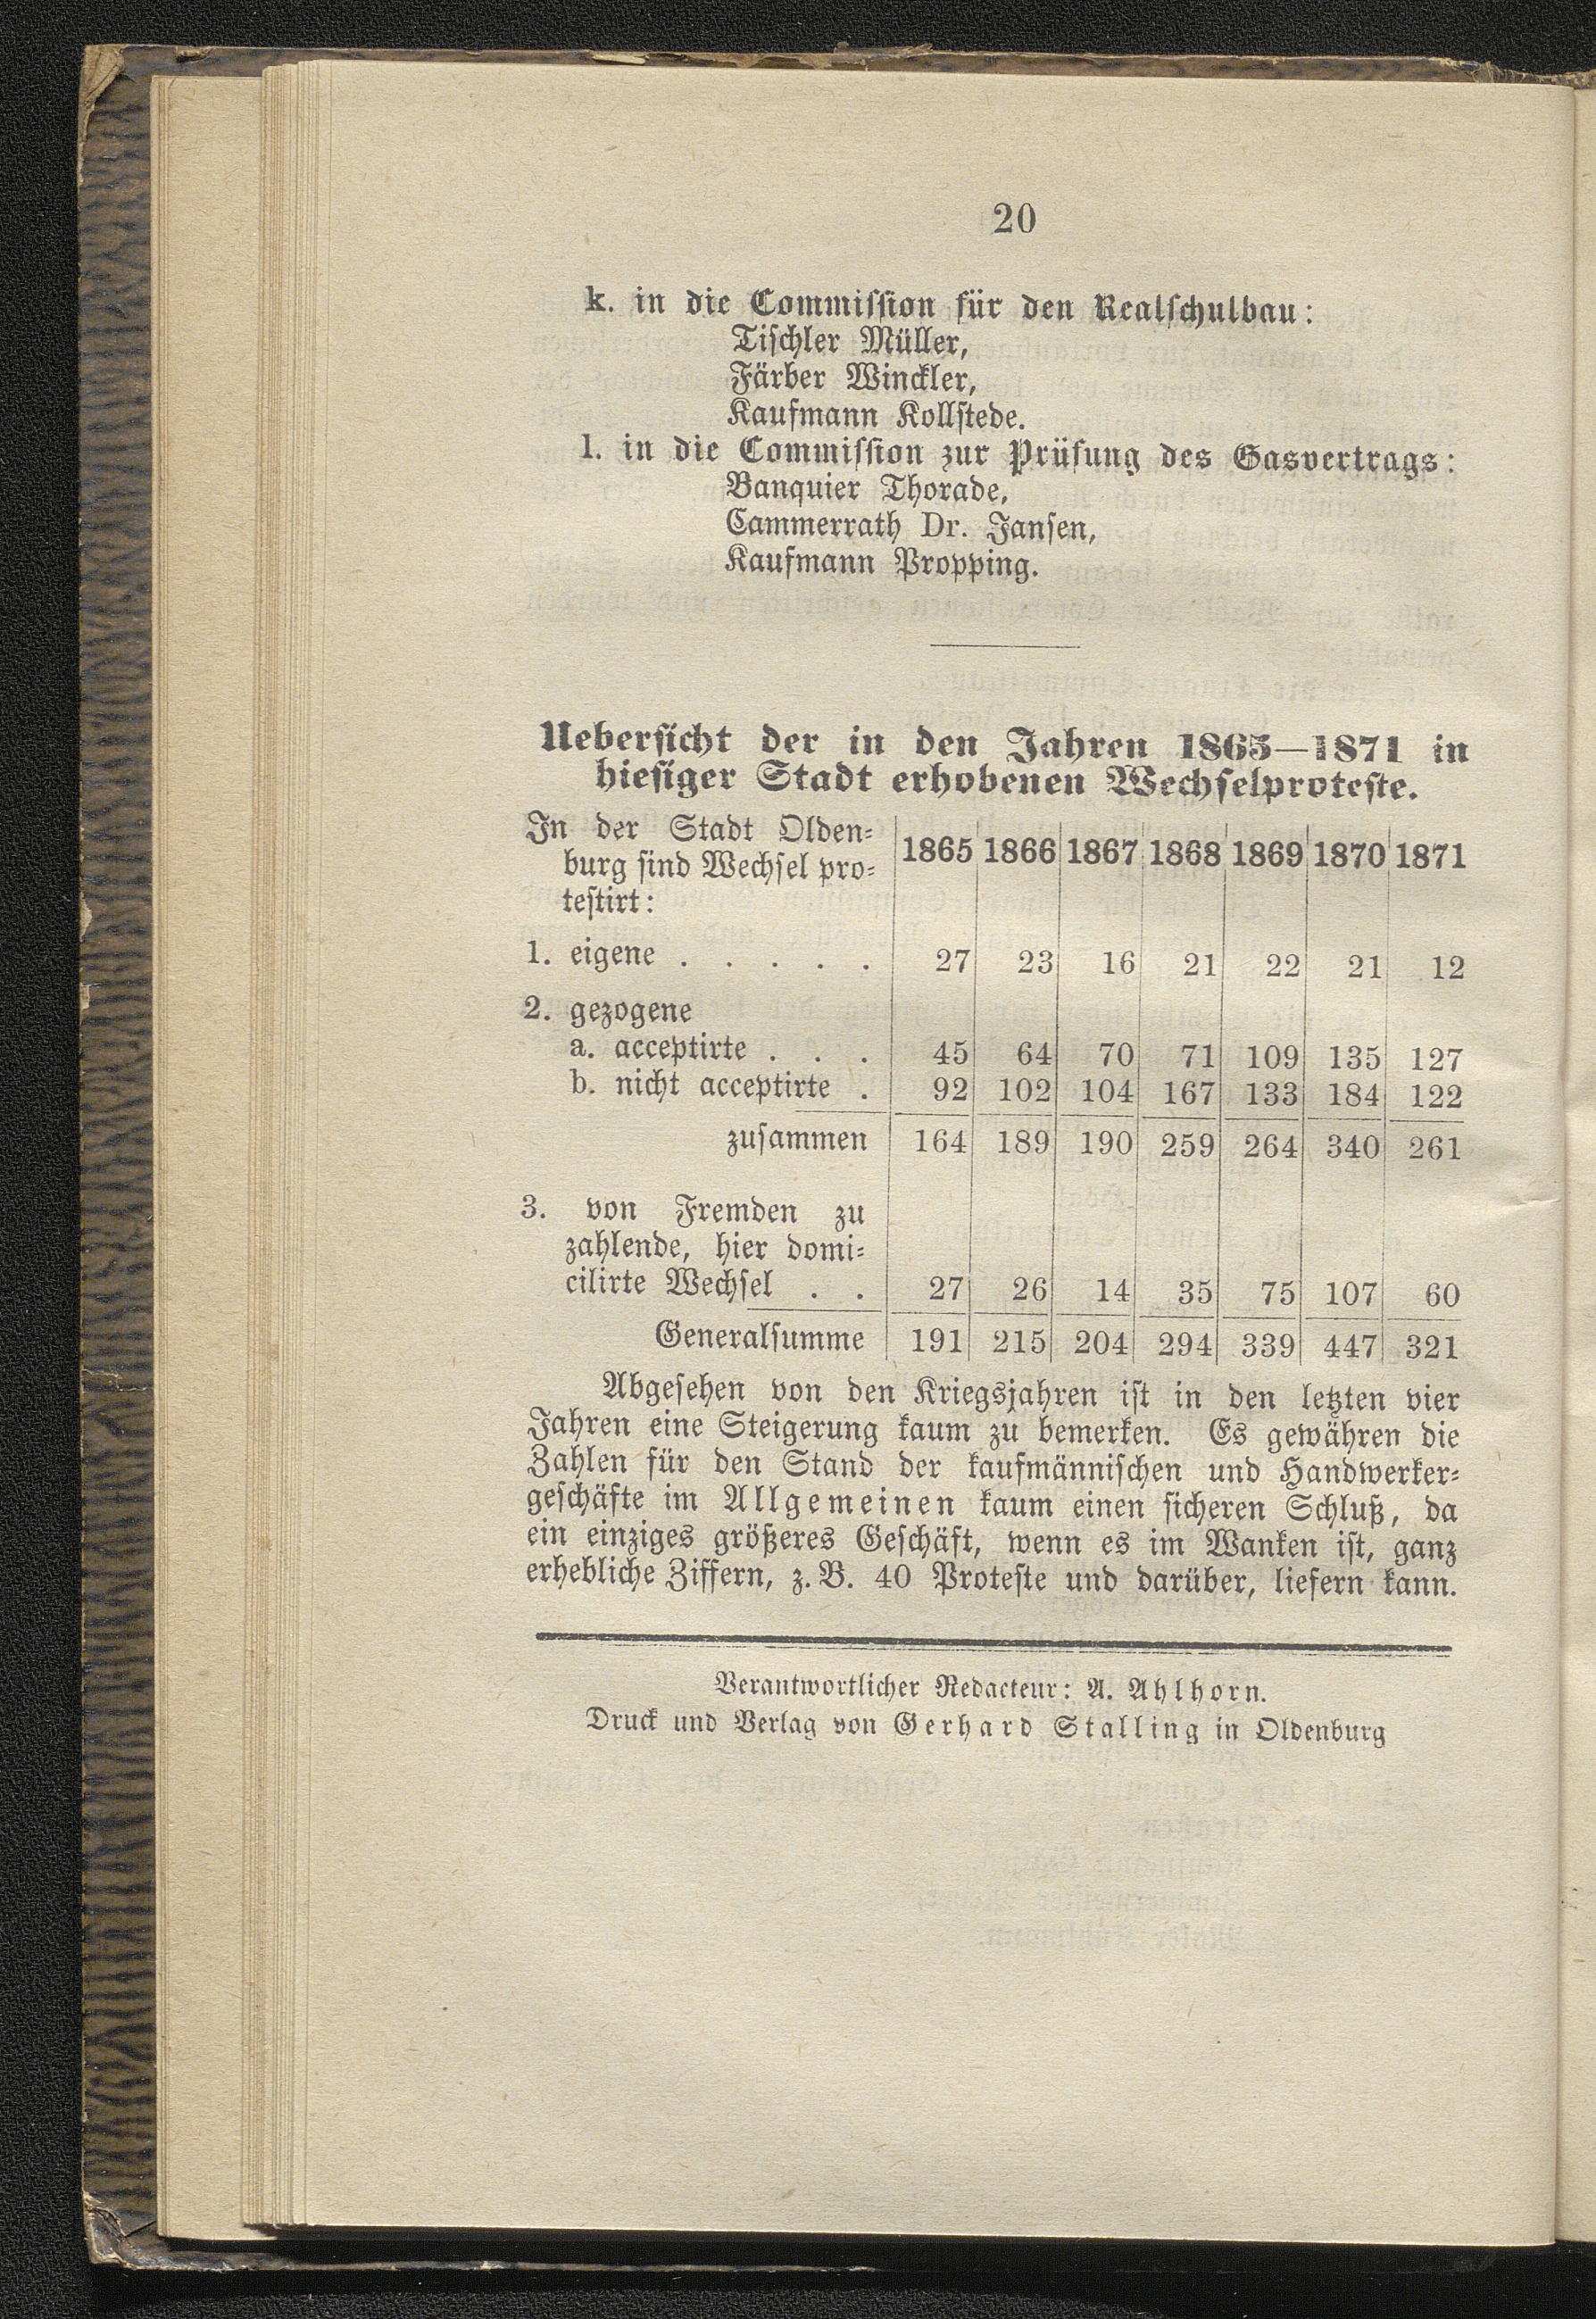 20
k. in die Commission für den Realschulbau:
Tischler Müller,
Färber Winckler,
Kaufmann Kollstede.
l. in die Commission zur Prüfung des Gasvertrags:
Banquier Thorade,
Cammerrath Dr. Jansen,
Kaufmann Propping.
Uebersicht der in den Jahren 1865—1871 in
hiesiger Stadt erhobenen Wechselproteste.
In der Stadt Olden-
burg sind Wechsel pro-
testirt: 1865 1866 1867 1868 1869 1870 1871
1. eigene . . . . . 27 23 16 21 22 21 12
2. gezogene
a. acceptirte . . . 45 64 70 71 109 135 127
b. nicht acceptirte . 92 102 104 167 133 184 122
zusammen 164 189 190 259 264 340 261
3. von Fremden zu
zahlende, hier domi-
cilirte Wechsel . . 27 26 14 35 75 107 60
Generalsumme 191 215 204 294 339 447 321
Abgesehen von den Kriegsjahren ist in den letzten vier
Jahren eine Steigerung kaum zu bemerken. Es gewähren die
Zahlen für den Stand der kaufmännischen und Handwerker-
geschäfte im Allgemeinen kaum einen sicheren Schluß, da
ein einziges größeres Geschäft, wenn es im Wanken ist, ganz
erhebliche Ziffern, z. B. 40 Proteste und darüber, liefern kann.
Verantwortlicher Redacteur: A. Ahlhorn.
Druck und Verlag von Gerhard Stalling in Oldenburg